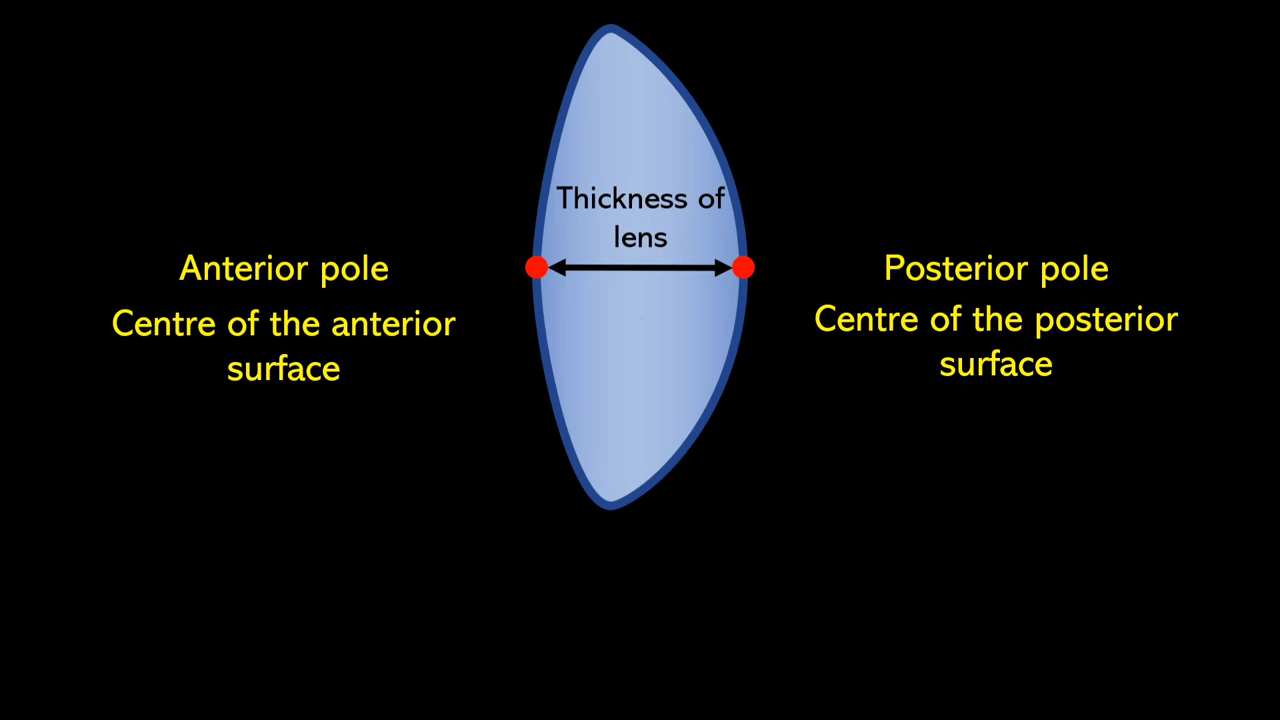 Thickness of
lens
Anterior pole
Centre of the anterior
surface
Posterior pole
Centre of the posterior
surface